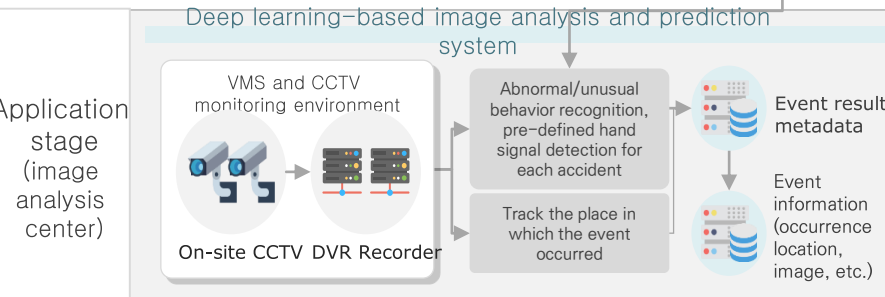 Deep learning-based image analysis and prediction
system
Application
stage
(image
analysis
center)
VMS and CCTV
monitoring environment
On-site CCTV
DVR Recorder
Abnormal/unusual
behavior recognition,
pre-defined hand
signal detection for
each accident
Track the place in
which the event
occurred
Event result
metadata
Event
information
(occurrence
location,
image, etc.)